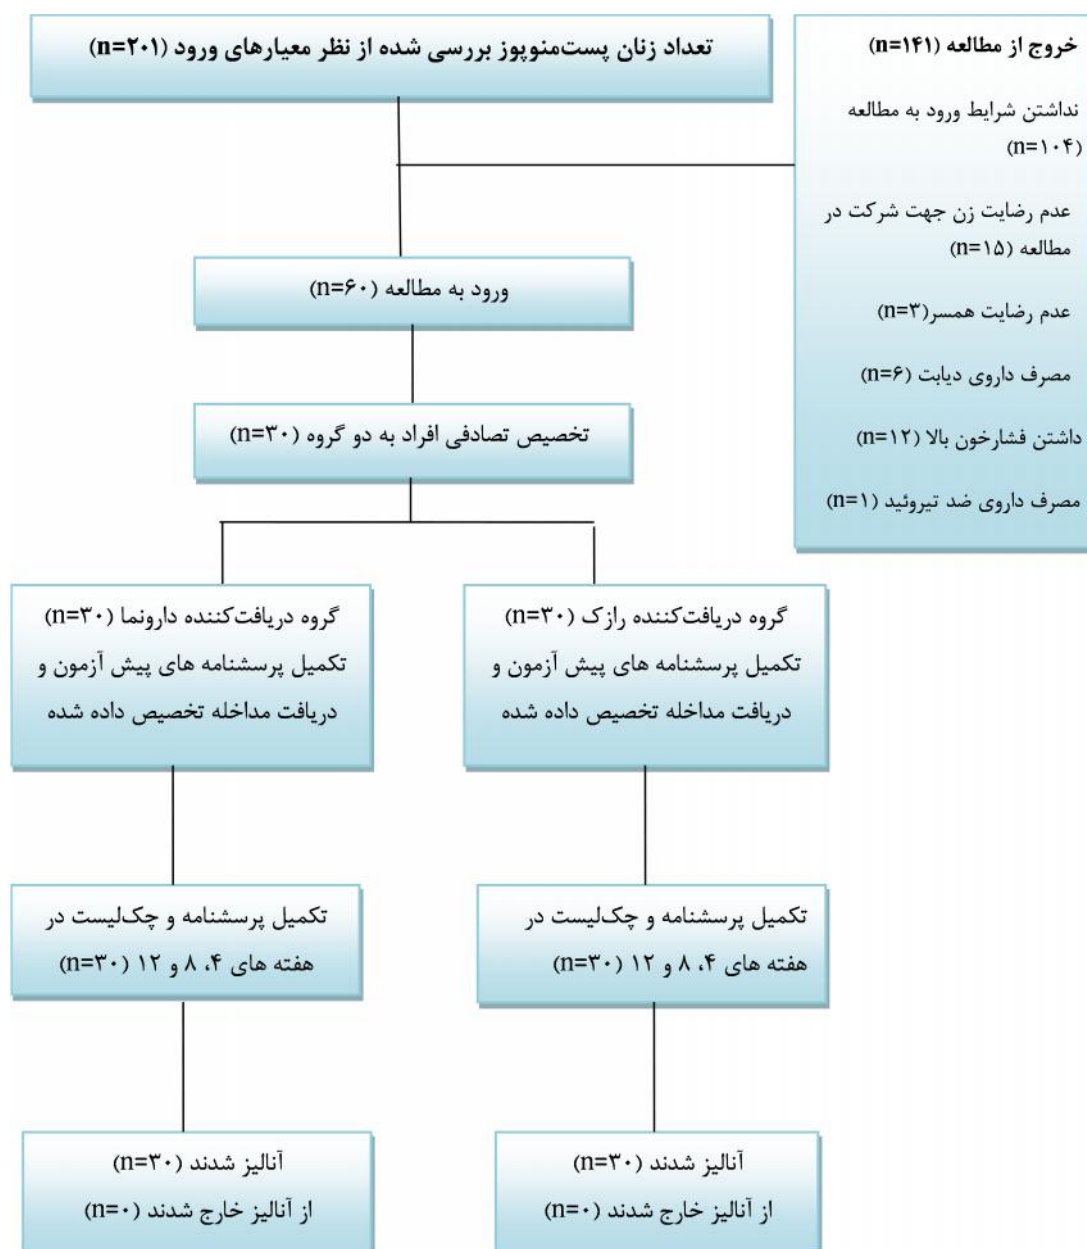 تعداد زنان پست‌منوپوز بررسی شده از نظر معیارهای ورود (n=۲۰۱)
خروج از مطالعه (n=۱۴۱)
نداشتن شرایط ورود به مطالعه
(n=۱۰۴)
عدم رضایت زن جهت شرکت در
مطالعه (n=۱۵)
عدم رضایت همسر(n=۳)
مصرف داروی دیابت (n=۶)
داشتن فشارخون بالا (n=۱۲)
مصرف داروی ضد تیروئید (n=۱)
ورود به مطالعه (n=۶۰)
تخصیص تصادفی افراد به دو گروه (n=۳۰)
گروه دریافت‌کننده رازک (n=۳۰)
تکمیل پرسشنامه های پیش آزمون و
دریافت مداخله تخصیص داده شده
گروه دریافت‌کننده دارونما (n=۳۰)
تکمیل پرسشنامه های پیش آزمون و
دریافت مداخله تخصیص داده شده
تکمیل پرسشنامه و چک‌لیست در
هفته های ۴، ۸ و ۱۲ (n=۳۰)
تکمیل پرسشنامه و چک‌لیست در
هفته های ۴، ۸ و ۱۲ (n=۳۰)
آنالیز شدند (n=۳۰)
از آنالیز خارج شدند (n=۰)
آنالیز شدند (n=۳۰)
از آنالیز خارج شدند (n=۰)